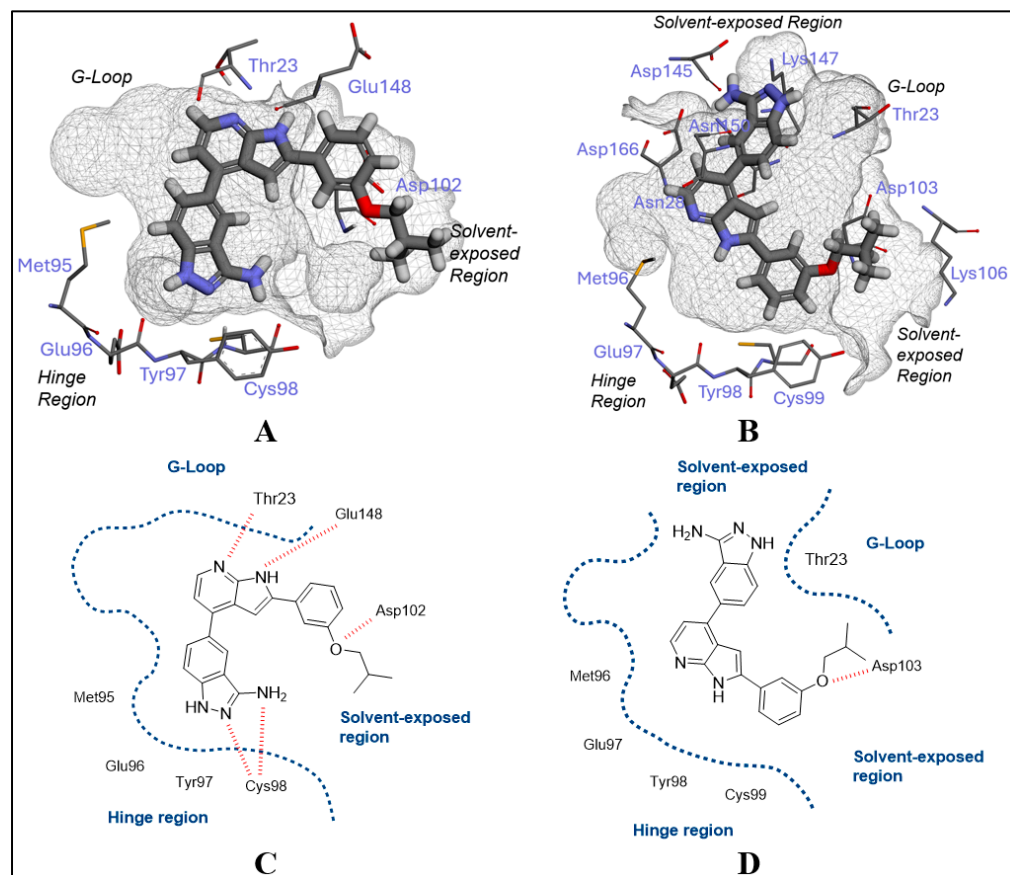 G-Loop
Thr23
Glu148
Asp102
Solvent-
exposed
Region
Met95
Glu96
Tyr97
Cys98
Hinge
Region
A
Solvent-exposed Region
Asp145
Lys147
G-Loop
Thr23
Asn150
Asp166
Asn28
Asp103
Met96
Lys106
Glu97
Tyr98
Cys99
Hinge
Region
Solvent-
exposed
Region
B
G-Loop
Thr23
Glu148
N
NH
Asp102
O
Met95
NH2
HN
N
Solvent-exposed
region
Glu96
Tyr97
Cys98
Hinge region
C
Solvent-exposed
region
H2N
N
NH
G-Loop
Thr23
Met96
N
N
H
O
Asp103
Glu97
Solvent-exposed
region
Tyr98
Cys99
Hinge region
D